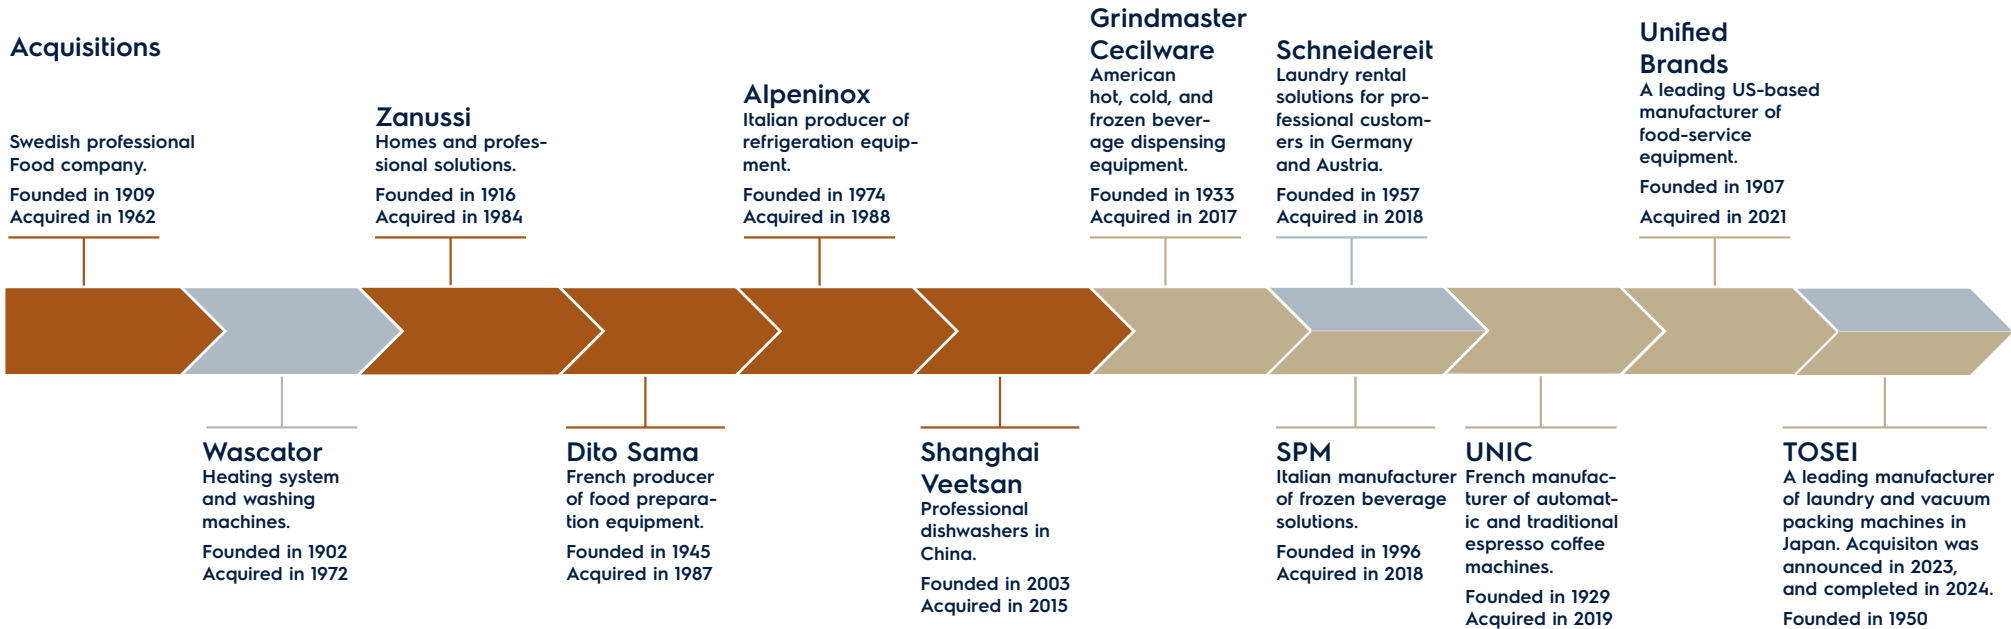 Acquisitions
Swedish professional
Food company.
Founded in 1909
Acquired in 1962
Wascator
Heating system
and washing
machines.
Founded in 1902
Acquired in 1972
Zanussi
Homes and profes-
sional solutions.
Founded in 1916
Acquired in 1984
Dito Sama
French producer
of food prepara-
tion equipment.
Founded in 1945
Acquired in 1987
Alpeninox
Italian producer of
refrigeration equip-
ment.
Founded in 1974
Acquired in 1988
Shanghai
Veetsan
Professional
dishwashers in
China.
Founded in 2003
Acquired in 2015
Grindmaster
Cecilware
American
hot, cold, and
frozen bever-
age dispensing
equipment.
Founded in 1933
Acquired in 2017
Schneidereit
Laundry rental
solutions for pro-
fessional custom-
ers in Germany
and Austria.
Founded in 1957
Acquired in 2018
SPM
Italian manufacturer
of frozen beverage
solutions.
Founded in 1996
Acquired in 2018
UNIC
French manufac-
turer of automat-
ic and traditional
espresso coffee
machines.
Founded in 1929
Acquired in 2019
Unified
Brands
A leading US-based
manufacturer of
food-service
equipment.
Founded in 1907
Acquired in 2021
TOSEI
A leading manufacturer
of laundry and vacuum
packing machines in
Japan. Acquisiton was
announced in 2023,
and completed in 2024.
Founded in 1950